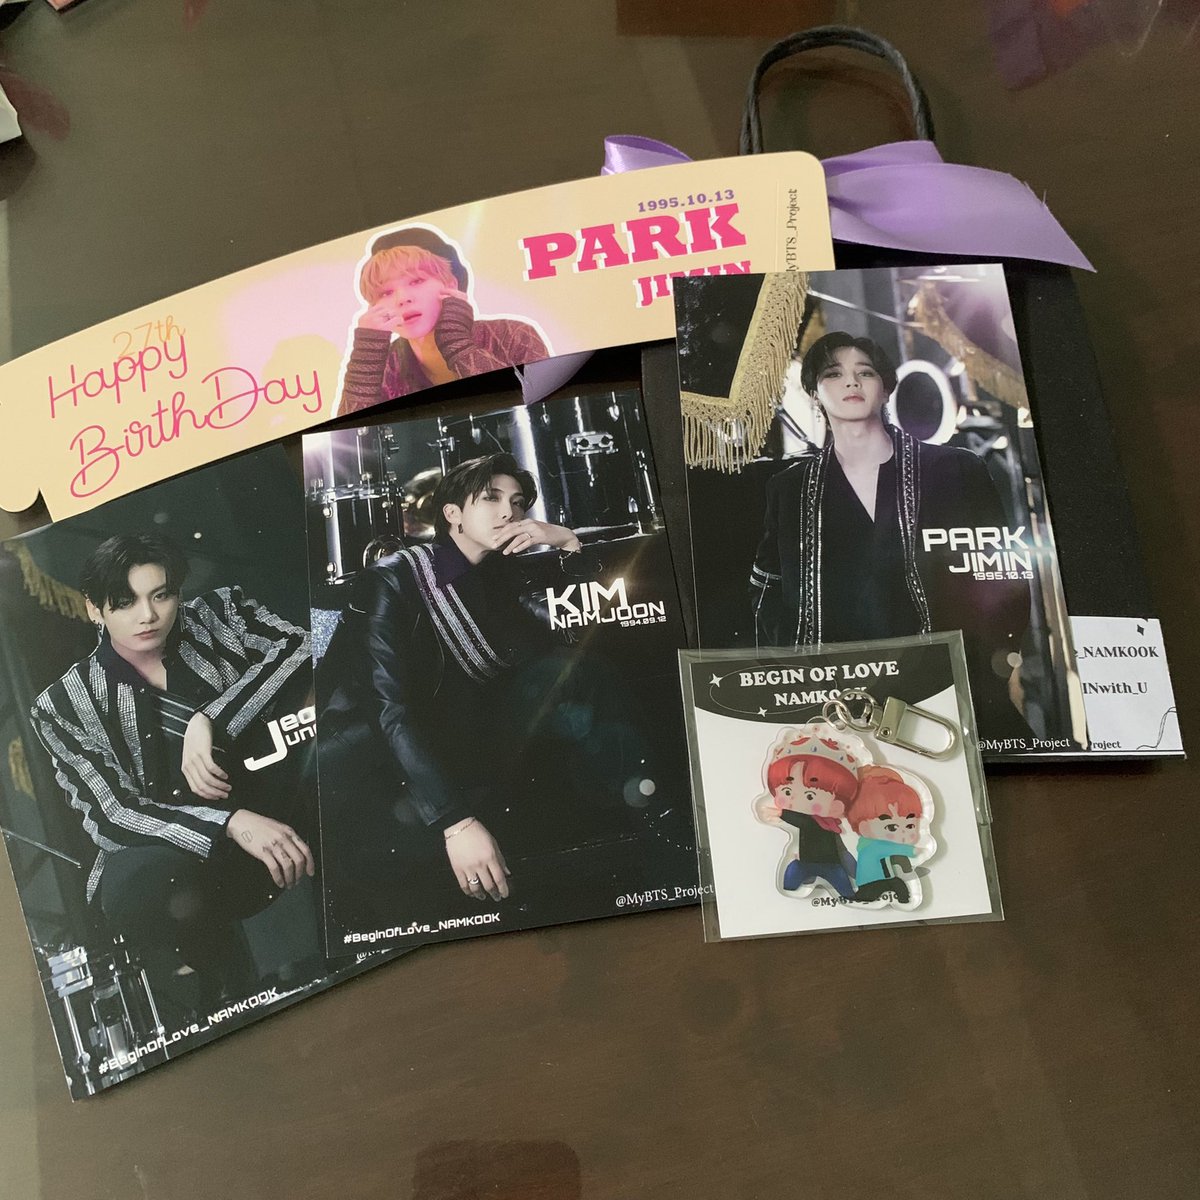 1995.10.13
PARK
JIMIN
MyBTS_Project
27th
Happy
BirthDay
PARK
JIMIN
1995.10.13
@MyBTS_Project
KIM
NAMJOON
1994.09.12
@MyBTS_Project
#BeginOfLove_NAMKOOK
#BeginOfLove_NAMKOOK
BEGIN OF LOVE
NAMKOOK
_NAMKOOK
INwith_U
roject